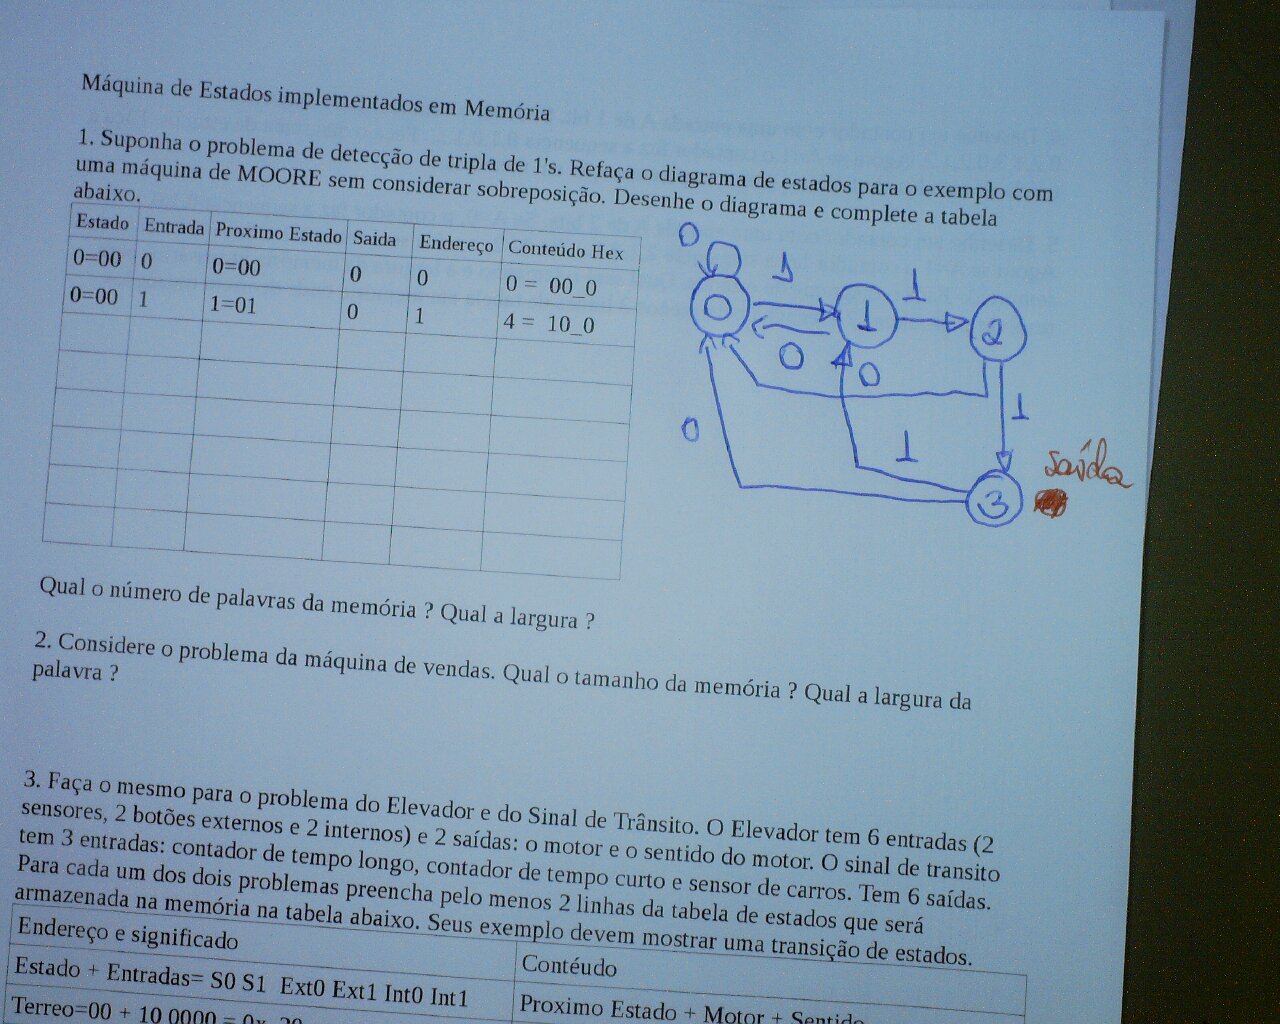 Máquina de Estados implementados em Memória
1. Suponha o problema de detecção de tripla de 1's. Refaça o diagrama de estados para o exemplo com
uma máquina de MOORE sem considerar sobreposição. Desenhe o diagrama e complete a tabela
abaixo.
Estado Entrada Proximo Estado Saida Endereço Conteúdo Hex
0=00 0 0=00 0 0 0 = 00_0
0=00 1 1=01 0 1 4 = 10_0
0
1
1
0
1
2
0
0
1
0
1
saída
3
Qual o número de palavras da memória ? Qual a largura ?
2. Considere o problema da máquina de vendas. Qual o tamanho da memória ? Qual a largura da
palavra ?
3. Faça o mesmo para o problema do Elevador e do Sinal de Trânsito. O Elevador tem 6 entradas (2
sensores, 2 botões externos e 2 internos) e 2 saídas: o motor e o sentido do motor. O sinal de transito
tem 3 entradas: contador de tempo longo, contador de tempo curto e sensor de carros. Tem 6 saídas.
Para cada um dos dois problemas preencha pelo menos 2 linhas da tabela de estados que será
armazenada na memória na tabela abaixo. Seus exemplo devem mostrar uma transição de estados.
Endereço e significado Contéudo
Estado + Entradas= S0 S1 Ext0 Ext1 Int0 Int1 Proximo Estado + Motor + Sentido
Terreo=00 + 10 0000 = 0x 20